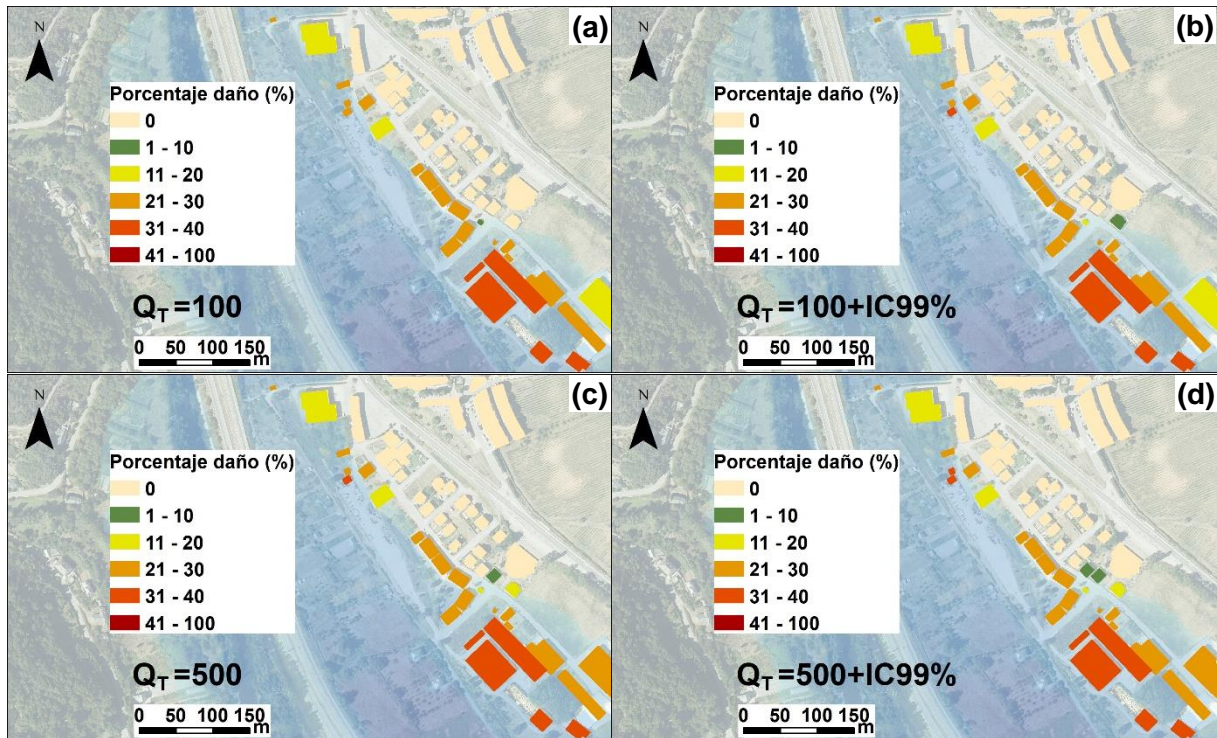 (a)
N
Porcentaje daño (%)
0
1 - 10
11 - 20
21 - 30
31 - 40
41 - 100
QT =100
0 50 100 150
m
(b)
N
Porcentaje daño (%)
0
1 - 10
11 - 20
21 - 30
31 - 40
41 - 100
QT =100+IC99%
0 50 100 150
m
(c)
N
Porcentaje daño (%)
0
1 - 10
11 - 20
21 - 30
31 - 40
41 - 100
QT =500
0 50 100 150
m
(d)
N
Porcentaje daño (%)
0
1 - 10
11 - 20
21 - 30
31 - 40
41 - 100
QT =500+IC99%
0 50 100 150
m